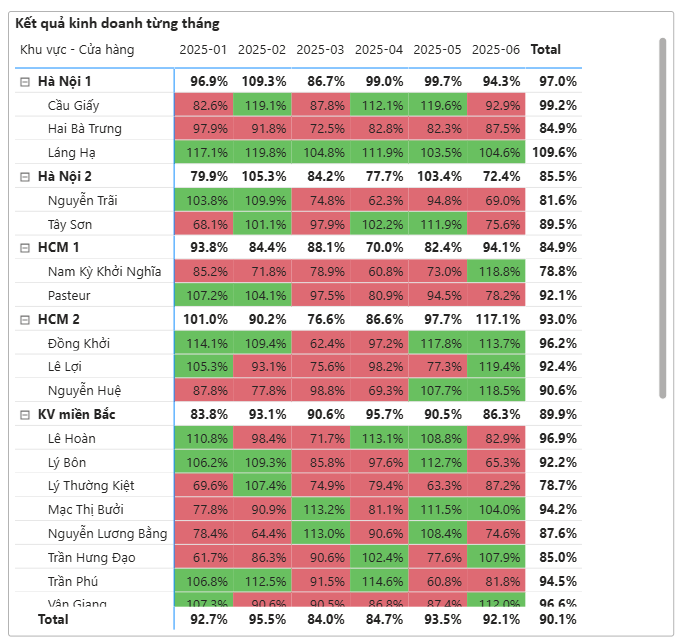 Kết quả kinh doanh từng tháng
Khu vực - Cửa hàng 2025-01 2025-02 2025-03 2025-04 2025-05 2025-06 Total
Hà Nội 1 96.9% 109.3% 86.7% 99.0% 99.7% 94.3% 97.0%
Cầu Giấy 82.6% 119.1% 87.8% 112.1% 119.6% 92.9% 99.2%
Hai Bà Trưng 97.9% 91.8% 72.5% 82.8% 82.3% 87.5% 84.9%
Láng Hạ 117.1% 119.8% 104.8% 111.9% 103.5% 104.6% 109.6%
Hà Nội 2 79.9% 105.3% 84.2% 77.7% 103.4% 72.4% 85.5%
Nguyễn Trãi 103.8% 109.9% 74.8% 62.3% 94.8% 69.0% 81.6%
Tây Sơn 68.1% 101.1% 97.9% 102.2% 111.9% 75.6% 89.5%
HCM 1 93.8% 84.4% 88.1% 70.0% 82.4% 94.1% 84.9%
Nam Kỳ Khởi Nghĩa 85.2% 71.8% 78.9% 60.8% 73.0% 118.8% 78.8%
Pasteur 107.2% 104.1% 97.5% 80.9% 94.5% 78.2% 92.1%
HCM 2 101.0% 90.2% 76.6% 86.6% 97.7% 117.1% 93.0%
Đồng Khởi 114.1% 109.4% 62.4% 97.2% 117.8% 113.7% 96.2%
Lê Lợi 105.3% 93.1% 75.6% 98.2% 77.3% 119.4% 92.4%
Nguyễn Huệ 87.8% 77.8% 98.8% 69.3% 107.7% 118.5% 90.6%
KV miền Bắc 83.8% 93.1% 90.6% 95.7% 90.5% 86.3% 89.9%
Lê Hoàn 110.8% 98.4% 71.7% 113.1% 108.8% 82.9% 96.9%
Lý Bôn 106.2% 109.3% 85.8% 97.6% 112.7% 65.3% 92.2%
Lý Thường Kiệt 69.6% 107.4% 74.9% 79.4% 63.3% 87.2% 78.7%
Mạc Thị Bưởi 77.8% 90.9% 113.2% 81.1% 111.5% 104.0% 94.2%
Nguyễn Lương Bằng 78.4% 64.4% 113.0% 90.6% 108.4% 74.6% 87.6%
Trần Hưng Đạo 61.7% 86.3% 90.6% 102.4% 77.6% 107.9% 85.0%
Trần Phú 106.8% 112.5% 91.5% 114.6% 60.8% 81.8% 94.5%
Văn Giang 107.3% 90.6% 90.5% 86.8% 87.4% 112.0% 96.6%
Total 92.7% 95.5% 84.0% 84.7% 93.5% 92.1% 90.1%